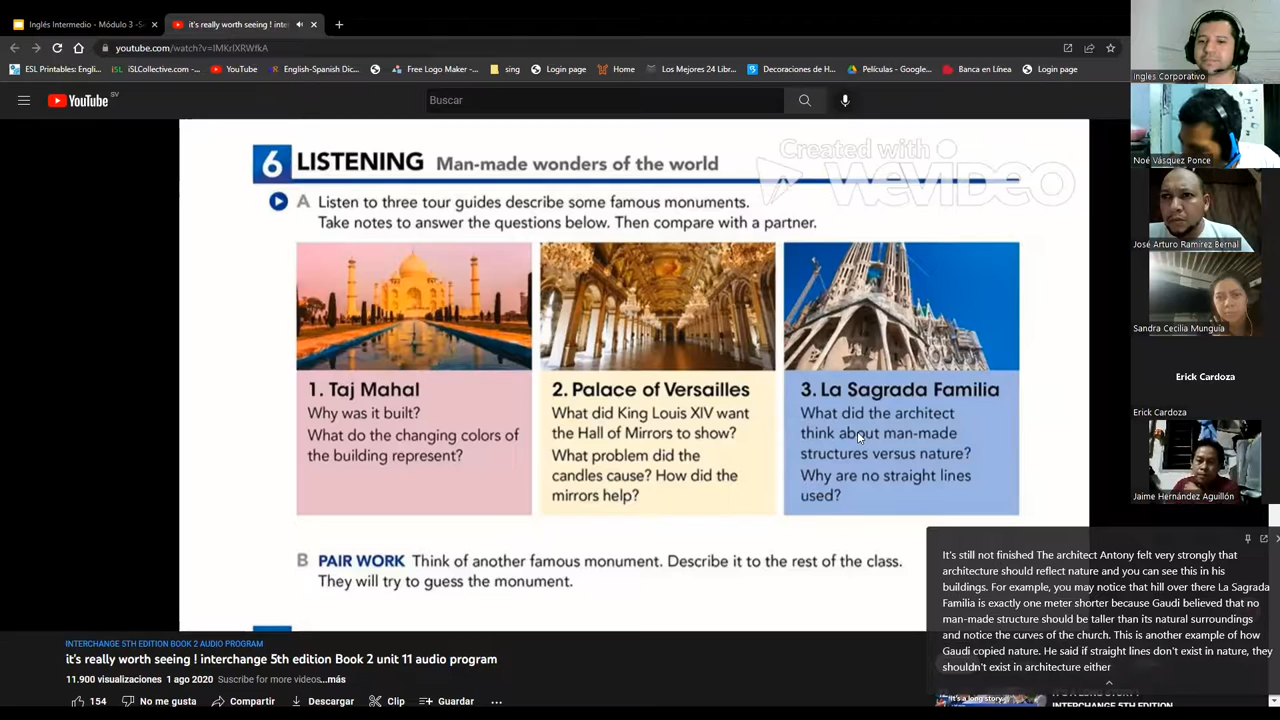 Inglés Intermedio - Módulo 3 -S
it's really worth seeing ! inte
youtube.com/watch?v=IMKrIXRWfkA
ESL Printables: Engli...
iSLCollective.com -...
YouTube
English-Spanish Dic...
Free Logo Maker -...
sing
Login page
Home
Los Mejores 24 Libr...
Decoraciones de H...
Películas - Google...
Banca en Línea
Login page
YouTube SV
Buscar
Created with
WEVIDEO
6 LISTENING Man-made wonders of the world
A Listen to three tour guides describe some famous monuments.
Take notes to answer the questions below. Then compare with a partner.
1. Taj Mahal
Why was it built?
What do the changing colors of
the building represent?
2. Palace of Versailles
What did King Louis XIV want
the Hall of Mirrors to show?
What problem did the
candles cause? How did the
mirrors help?
3. La Sagrada Familia
What did the architect
think about man-made
structures versus nature?
Why are no straight lines
used?
B PAIR WORK Think of another famous monument. Describe it to the rest of the class.
They will try to guess the monument.
It's still not finished The architect Antony felt very strongly that
architecture should reflect nature and you can see this in his
buildings. For example, you may notice that hill over there La Sagrada
Familia is exactly one meter shorter because Gaudi believed that no
man-made structure should be taller than its natural surroundings
and notice the curves of the church. This is another example of how
Gaudi copied nature. He said if straight lines don't exist in nature, they
shouldn't exist in architecture either
INTERCHANGE 5TH EDITION BOOK 2 AUDIO PROGRAM
it's really worth seeing ! interchange 5th edition Book 2 unit 11 audio program
11.900 visualizaciones 1 ago 2020 Suscribe for more videos...más
154
No me gusta
Compartir
Descargar
Clip
Guardar
It's a long story
IT'S A LONG STORY !
INTERCHANGE 5TH EDITION
Ingles Corporativo
Noé Vásquez Ponce
José Arturo Ramírez Bernal
Sandra Cecilia Munguía
Erick Cardoza
Erick Cardoza
Jaime Hernández Aguillón